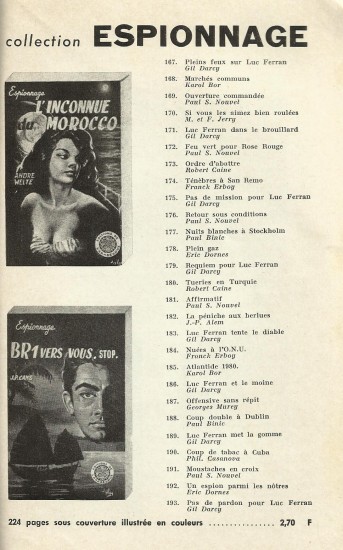 collection ESPIONNAGE
Espionnage
L'INCONNUE
du MOROCCO
ANDRE
Espionnage
BR1 VERS VOUS. STOP.
167. Pleins feux sur Luc Ferran
Gil Darcy
168. Marchés communs
Karol Bor
169. Ouverture commandée
Paul S. Nouvel
170. Si vous les aimez bien roulées
M. et F. Jerry
171. Luc Ferran dans le brouillard
Gil Darcy
172. Feu vert pour Rose Rouge
Paul S. Nouvel
173. Ordre d'abattre
Robert Caine
174. Ténèbres à San Remo
Franck Erboy
175. Pas de mission pour Luc Ferran
Gil Darcy
176. Retour sous conditions
Paul S. Nouvel
177. Nuits blanches à Stockholm
Paul Binic
178. Plein gaz
Eric Dornes
179. Requiem pour Luc Ferran
Gil Darcy
180. Tueries en Turquie
Robert Caine
181. Affirmatif
Paul S. Nouvel
182. La péniche aux berlues
J.-P. Alem
183. Luc Ferran tente le diable
Gil Darcy
184. Nuées à l'O.N.U.
Franck Erboy
185. Atlantide 1980.
Karol Bor
186. Luc Ferran et le moine
Gil Darcy
187. Offensive sans répit
Georges Murey
188. Coup double à Dublin
Paul Binic
189. Luc Ferran met la gomme
Gil Darcy
190. Coup de tabac à Cuba
Phil. Casanova
191. Moustaches en croix
Paul S. Nouvel
192. Un espion parmi les nôtres
Eric Dornes
193. Pas de pardon pour Luc Ferran
Gil Darcy
224 pages sous couverture illustrée en couleurs ................ 2,70 F